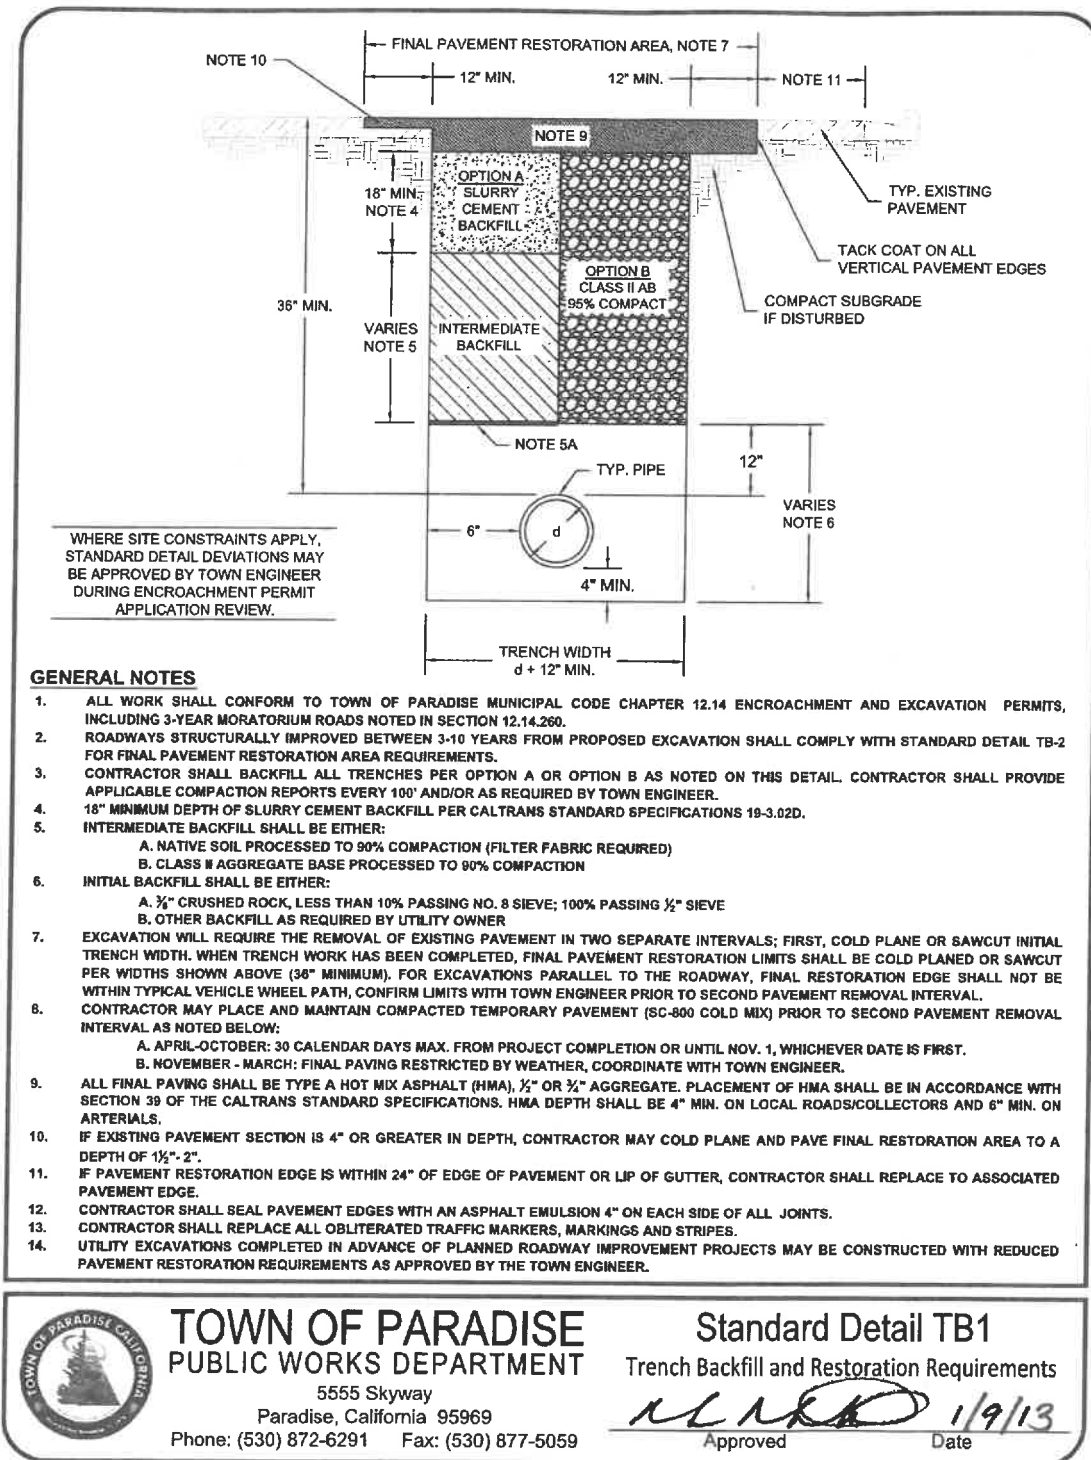 FINAL PAVEMENT RESTORATION AREA, NOTE 7
NOTE 10
12" MIN.
12" MIN.
NOTE 11
NOTE 9
OPTION A
SLURRY
CEMENT
BACKFILL
18" MIN.
NOTE 4
TYP. EXISTING
PAVEMENT
TACK COAT ON ALL
VERTICAL PAVEMENT EDGES
OPTION B
CLASS II AB
95% COMPACT
COMPACT SUBGRADE
IF DISTURBED
36" MIN.
VARIES
NOTE 5
INTERMEDIATE
BACKFILL
NOTE 5A
TYP. PIPE
12"
VARIES
NOTE 6
6"
d
4" MIN.
WHERE SITE CONSTRAINTS APPLY,
STANDARD DETAIL DEVIATIONS MAY
BE APPROVED BY TOWN ENGINEER
DURING ENCROACHMENT PERMIT
APPLICATION REVIEW.
TRENCH WIDTH
d + 12" MIN.
GENERAL NOTES
1. ALL WORK SHALL CONFORM TO TOWN OF PARADISE MUNICIPAL CODE CHAPTER 12.14 ENCROACHMENT AND EXCAVATION PERMITS,
INCLUDING 3-YEAR MORATORIUM ROADS NOTED IN SECTION 12.14.260.
2. ROADWAYS STRUCTURALLY IMPROVED BETWEEN 3-10 YEARS FROM PROPOSED EXCAVATION SHALL COMPLY WITH STANDARD DETAIL TB-2
FOR FINAL PAVEMENT RESTORATION AREA REQUIREMENTS.
3. CONTRACTOR SHALL BACKFILL ALL TRENCHES PER OPTION A OR OPTION B AS NOTED ON THIS DETAIL. CONTRACTOR SHALL PROVIDE
APPLICABLE COMPACTION REPORTS EVERY 100' AND/OR AS REQUIRED BY TOWN ENGINEER.
4. 18" MINIMUM DEPTH OF SLURRY CEMENT BACKFILL PER CALTRANS STANDARD SPECIFICATIONS 19-3.02D.
5. INTERMEDIATE BACKFILL SHALL BE EITHER:
A. NATIVE SOIL PROCESSED TO 90% COMPACTION (FILTER FABRIC REQUIRED)
B. CLASS II AGGREGATE BASE PROCESSED TO 90% COMPACTION
6. INITIAL BACKFILL SHALL BE EITHER:
A. ⅜" CRUSHED ROCK, LESS THAN 10% PASSING NO. 8 SIEVE; 100% PASSING ½" SIEVE
B. OTHER BACKFILL AS REQUIRED BY UTILITY OWNER
7. EXCAVATION WILL REQUIRE THE REMOVAL OF EXISTING PAVEMENT IN TWO SEPARATE INTERVALS; FIRST, COLD PLANE OR SAWCUT INITIAL
TRENCH WIDTH. WHEN TRENCH WORK HAS BEEN COMPLETED, FINAL PAVEMENT RESTORATION LIMITS SHALL BE COLD PLANED OR SAWCUT
PER WIDTHS SHOWN ABOVE (36" MINIMUM). FOR EXCAVATIONS PARALLEL TO THE ROADWAY, FINAL RESTORATION EDGE SHALL NOT BE
WITHIN TYPICAL VEHICLE WHEEL PATH, CONFIRM LIMITS WITH TOWN ENGINEER PRIOR TO SECOND PAVEMENT REMOVAL INTERVAL.
8. CONTRACTOR MAY PLACE AND MAINTAIN COMPACTED TEMPORARY PAVEMENT (SC-800 COLD MIX) PRIOR TO SECOND PAVEMENT REMOVAL
INTERVAL AS NOTED BELOW:
A. APRIL-OCTOBER: 30 CALENDAR DAYS MAX. FROM PROJECT COMPLETION OR UNTIL NOV. 1, WHICHEVER DATE IS FIRST.
B. NOVEMBER - MARCH: FINAL PAVING RESTRICTED BY WEATHER, COORDINATE WITH TOWN ENGINEER.
9. ALL FINAL PAVING SHALL BE TYPE A HOT MIX ASPHALT (HMA), ½" OR ¾" AGGREGATE. PLACEMENT OF HMA SHALL BE IN ACCORDANCE WITH
SECTION 39 OF THE CALTRANS STANDARD SPECIFICATIONS. HMA DEPTH SHALL BE 4" MIN. ON LOCAL ROADS/COLLECTORS AND 6" MIN. ON
ARTERIALS.
10. IF EXISTING PAVEMENT SECTION IS 4" OR GREATER IN DEPTH, CONTRACTOR MAY COLD PLANE AND PAVE FINAL RESTORATION AREA TO A
DEPTH OF 1½"- 2".
11. IF PAVEMENT RESTORATION EDGE IS WITHIN 24" OF EDGE OF PAVEMENT OR LIP OF GUTTER, CONTRACTOR SHALL REPLACE TO ASSOCIATED
PAVEMENT EDGE.
12. CONTRACTOR SHALL SEAL PAVEMENT EDGES WITH AN ASPHALT EMULSION 4" ON EACH SIDE OF ALL JOINTS.
13. CONTRACTOR SHALL REPLACE ALL OBLITERATED TRAFFIC MARKERS, MARKINGS AND STRIPES.
14. UTILITY EXCAVATIONS COMPLETED IN ADVANCE OF PLANNED ROADWAY IMPROVEMENT PROJECTS MAY BE CONSTRUCTED WITH REDUCED
PAVEMENT RESTORATION REQUIREMENTS AS APPROVED BY THE TOWN ENGINEER.
TOWN OF PARADISE CALIFORNIA
TOWN OF PARADISE
PUBLIC WORKS DEPARTMENT
5555 Skyway
Paradise, California 95969
Phone: (530) 872-6291 Fax: (530) 877-5059
Standard Detail TB1
Trench Backfill and Restoration Requirements
1/9/13
Approved Date